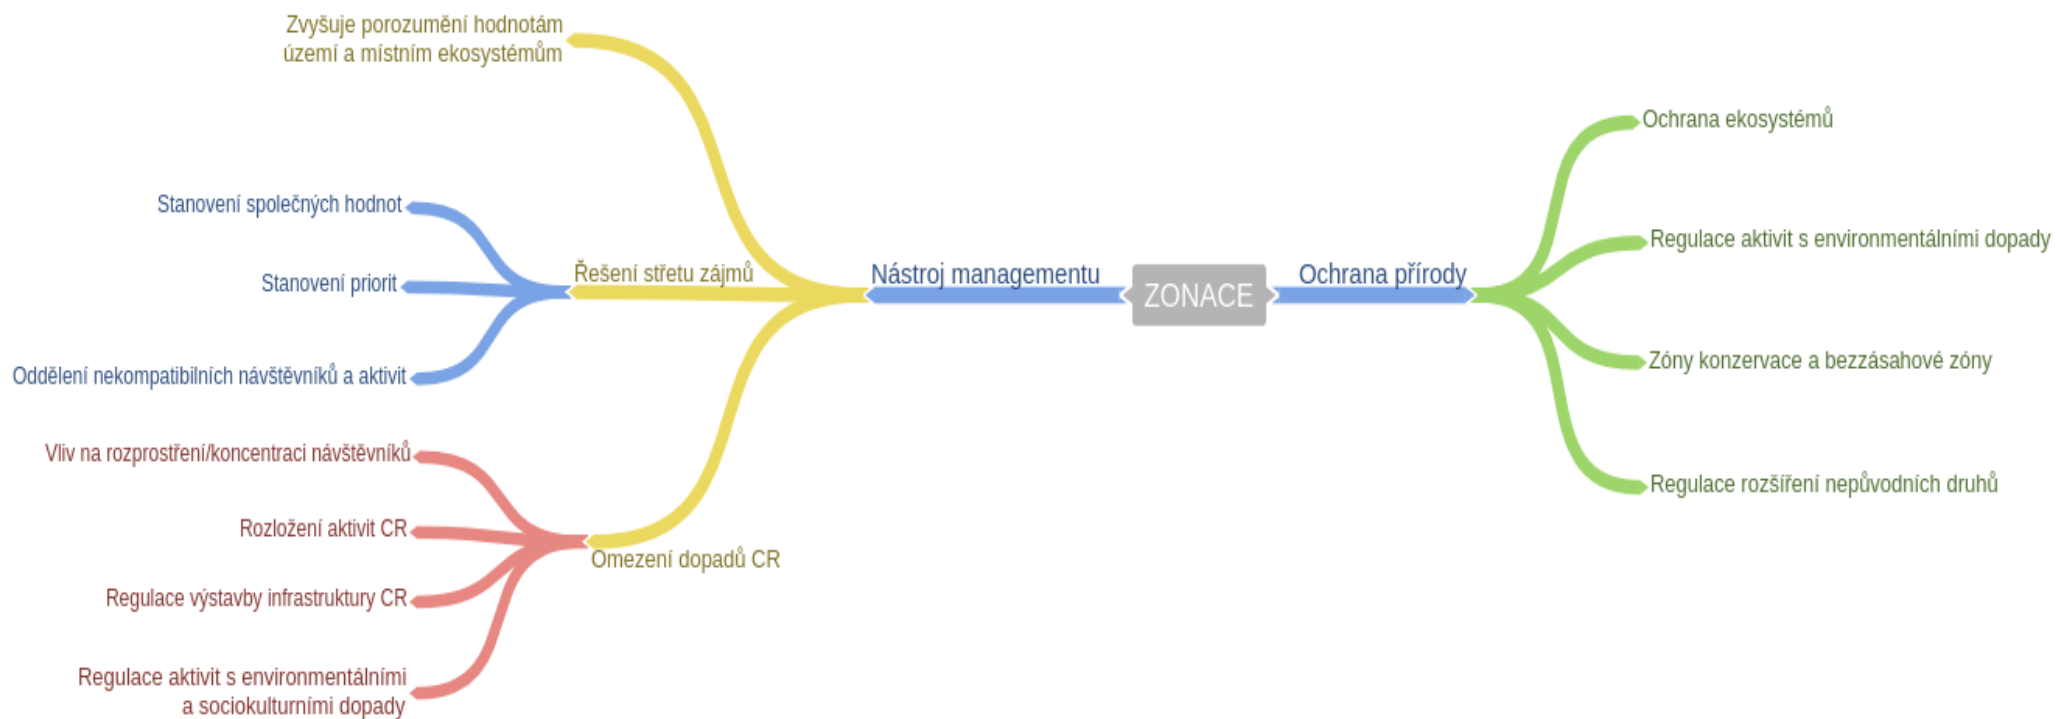 Zvyšuje porozumění hodnotám
území a místním ekosystémům
Stanovení společných hodnot
Stanovení priorit
Oddělení nekompatibilních návštěvníků a aktivit
Řešení střetu zájmů
Vliv na rozprostření/koncentraci návštěvníků
Rozložení aktivit CR
Regulace výstavby infrastruktury CR
Regulace aktivit s environmentálními
a sociokulturními dopady
Omezení dopadů CR
Nástroj managementu
ZONACE
Ochrana přírody
Ochrana ekosystémů
Regulace aktivit s environmentálními dopady
Zóny konzervace a bezzásahové zóny
Regulace rozšíření nepůvodních druhů